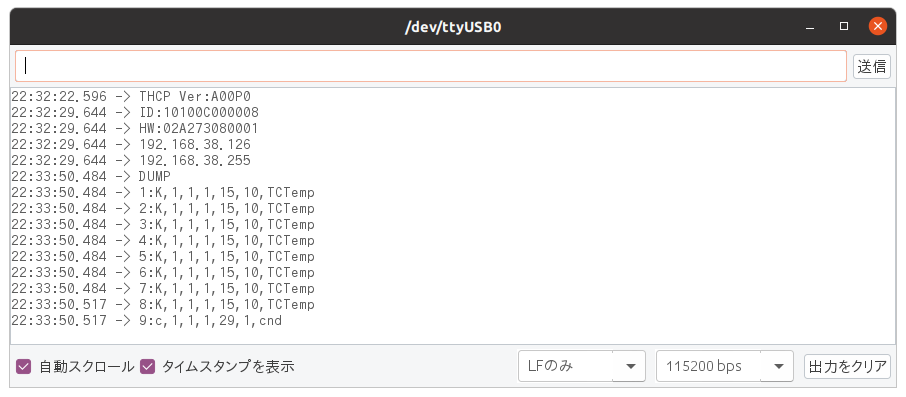 /dev/ttyUSB0
送信
22:32:22.596 -> THCP Ver:A00P0
22:32:29.644 -> ID:10100C000008
22:32:29.644 -> HW:02A273080001
22:32:29.644 -> 192.168.38.126
22:32:29.644 -> 192.168.38.255
22:33:50.484 -> DUMP
22:33:50.484 -> 1:K,1,1,1,15,10,TCTemp
22:33:50.484 -> 2:K,1,1,1,15,10,TCTemp
22:33:50.484 -> 3:K,1,1,1,15,10,TCTemp
22:33:50.484 -> 4:K,1,1,1,15,10,TCTemp
22:33:50.484 -> 5:K,1,1,1,15,10,TCTemp
22:33:50.484 -> 6:K,1,1,1,15,10,TCTemp
22:33:50.484 -> 7:K,1,1,1,15,10,TCTemp
22:33:50.517 -> 8:K,1,1,1,15,10,TCTemp
22:33:50.517 -> 9:c,1,1,1,29,1,cnd
自動スクロール タイムスタンプを表示 LFのみ 115200 bps 出力をクリア